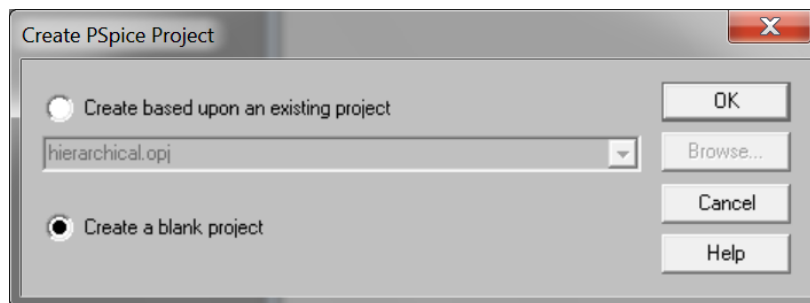 Create PSpice Project
Create based upon an existing project
OK
hierarchical.opj
Browse...
Create a blank project
Cancel
Help